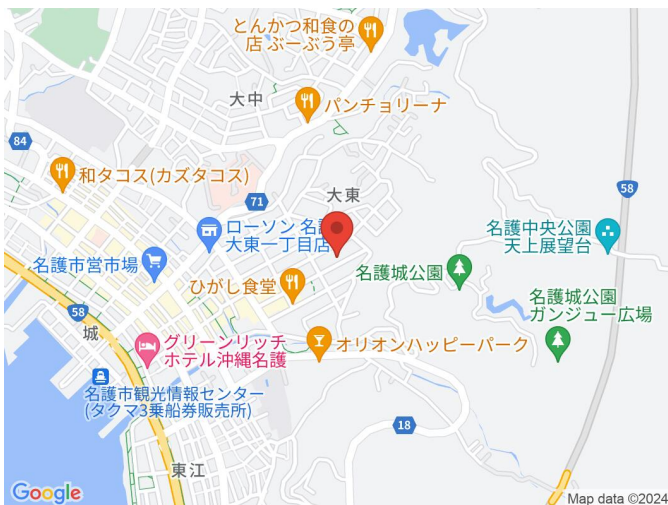 とんかつ和食の
店 ぶーぶう亭
大中
パンチョリーナ
84
和タコス(カズタコス)
58
71
大東
ローソン 名護
大東一丁目店
名護中央公園
天上展望台
名護市営市場
名護城公園
ひがし食堂
名護城公園
ガンジュー広場
58
城
グリーンリッチ
ホテル沖縄名護
オリオンハッピーパーク
名護市観光情報センター
(タクマ3乗船券販売所)
18
東江
Google
Map data ©2024